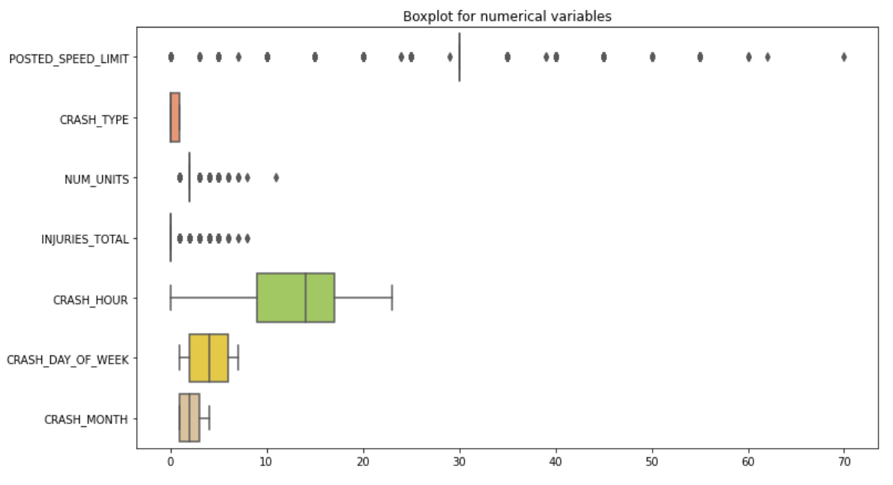 Boxplot for numerical variables
POSTED_SPEED_LIMIT
CRASH_TYPE
NUM_UNITS
INJURIES_TOTAL
CRASH_HOUR
CRASH_DAY_OF_WEEK
CRASH_MONTH
0 10 20 30 40 50 60 70